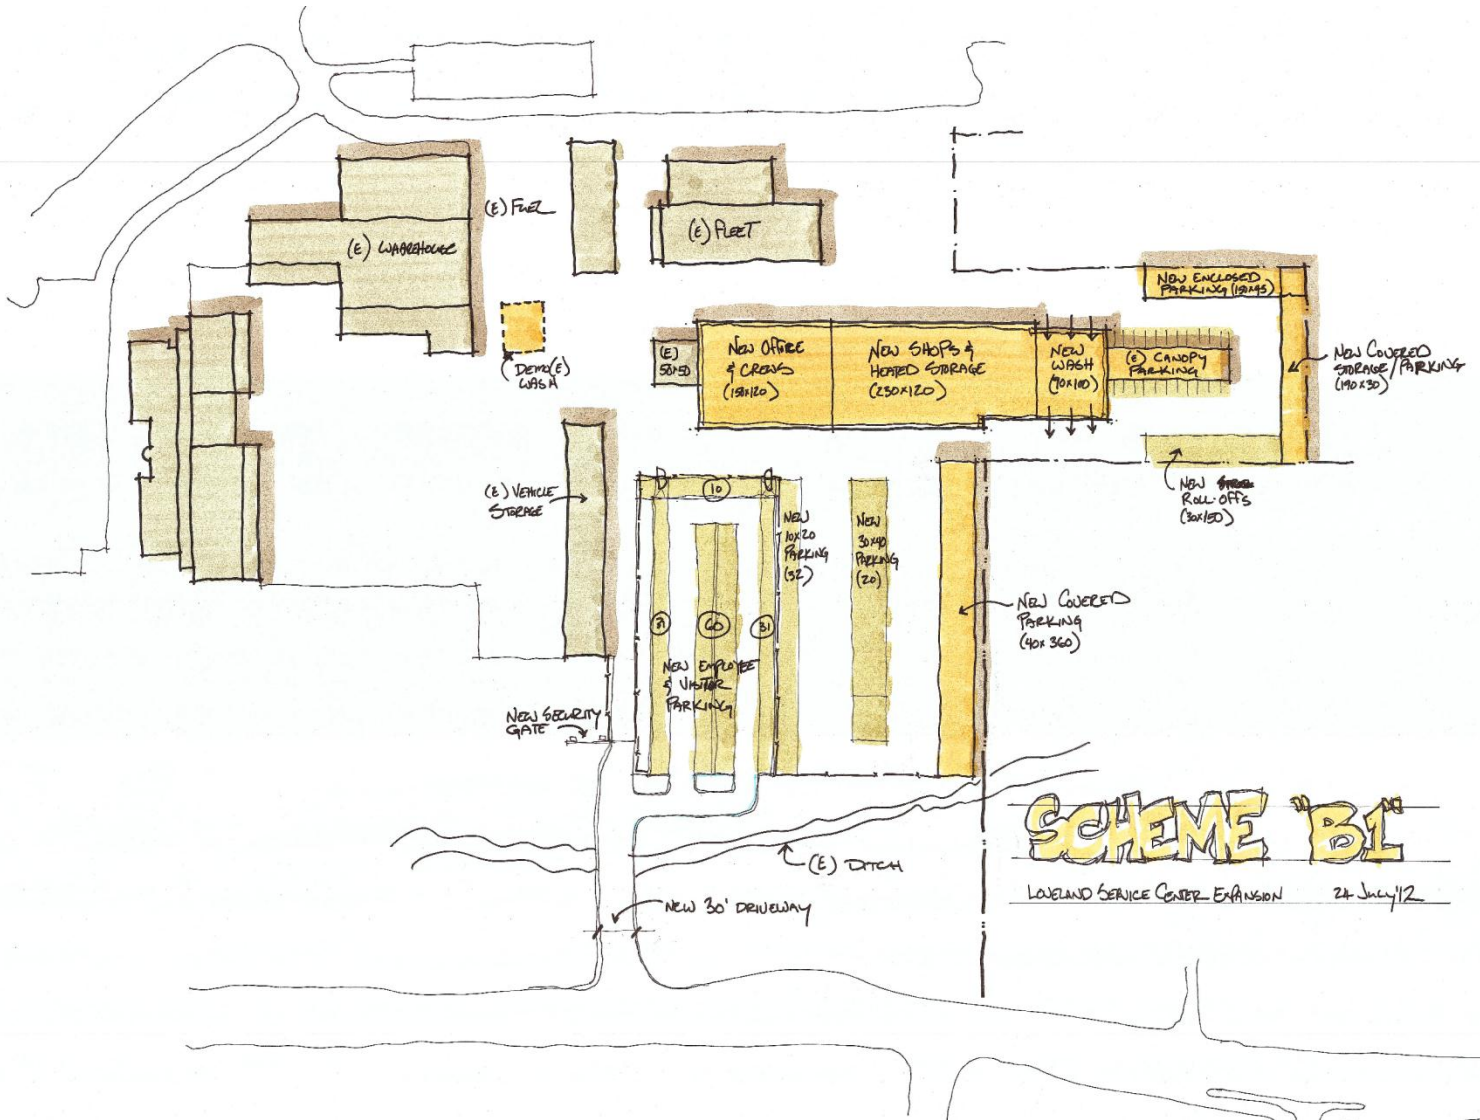 (E) FUEL
(E) WAREHOUSE
(E) FLEET
NEW ENCLOSED
PARKING (150x45)
DEMO (E)
WASH
(E)
50x50
NEW OFFICE
& CREWS
(150x120)
NEW SHOPS &
HEATED STORAGE
(230x120)
NEW
WASH
(90x100)
(E) CANOPY
PARKING
NEW COVERED
STORAGE/PARKING
(190x30)
(E) VEHICLE
STORAGE
10
NEW
10x20
PARKING
(32)
NEW
30x40
PARKING
(20)
NEW
ROLL-OFFS
(30x150)
NEW COVERED
PARKING
(40x360)
31
60
31
NEW EMPLOYEE
& VISITOR
PARKING
NEW SECURITY
GATE
(E) DITCH
NEW 30' DRIVEWAY
SCHEME "B1"
LOVELAND SERVICE CENTER EXPANSION 24 JULY '12